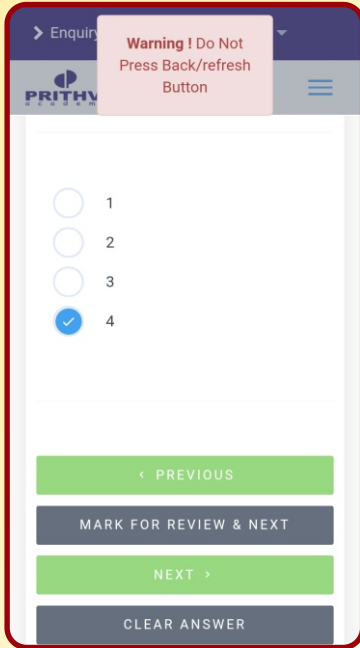 Enquiry
Warning ! Do Not
Press Back/refresh
Button
PRITHV
a c a d e m
1
2
3
4
‹ PREVIOUS
MARK FOR REVIEW & NEXT
NEXT ›
CLEAR ANSWER